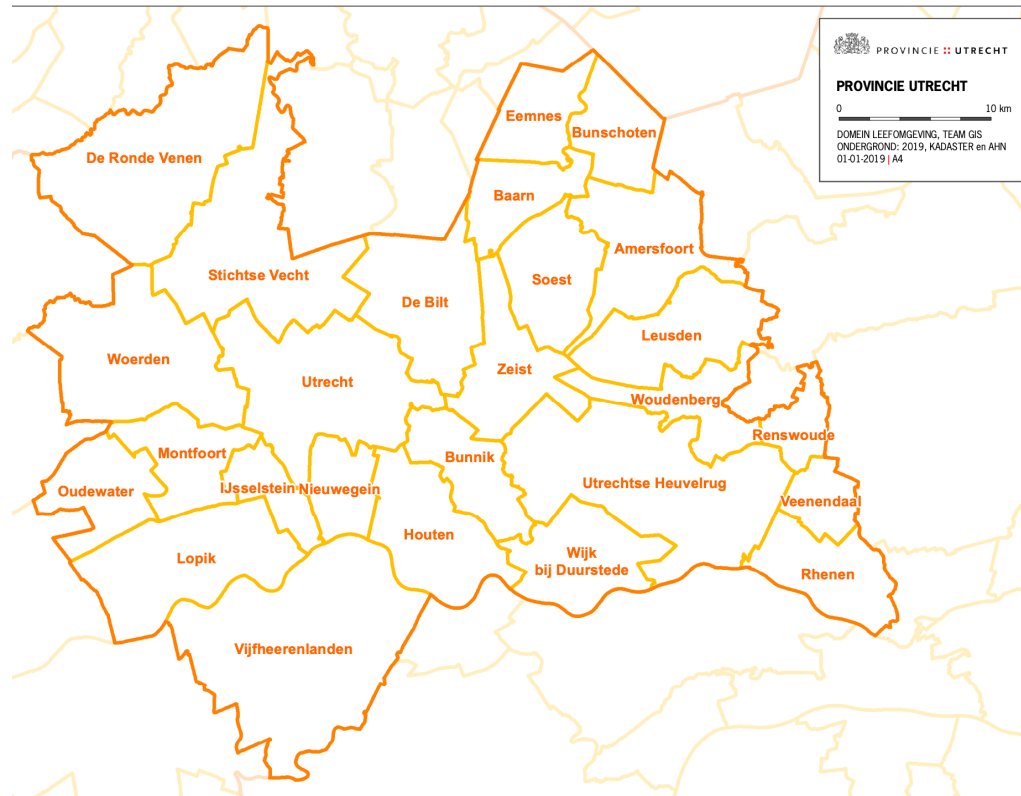 PROVINCIE :: UTRECHT
PROVINCIE UTRECHT
0 10 km
DOMEIN LEEFOMGEVING, TEAM GIS
ONDERGROND: 2019, KADASTER en AHN
01-01-2019 | A4
Eemnes
Bunschoten
De Ronde Venen
Baarn
Amersfoort
Stichtse Vecht
Soest
De Bilt
Leusden
Woerden
Zeist
Utrecht
Woudenberg
Renswoude
Montfoort
Bunnik
Utrechtse Heuvelrug
Oudewater
IJsselstein
Nieuwegein
Veenendaal
Houten
Lopik
Wijk
bij Duurstede
Rhenen
Vijfheerenlanden